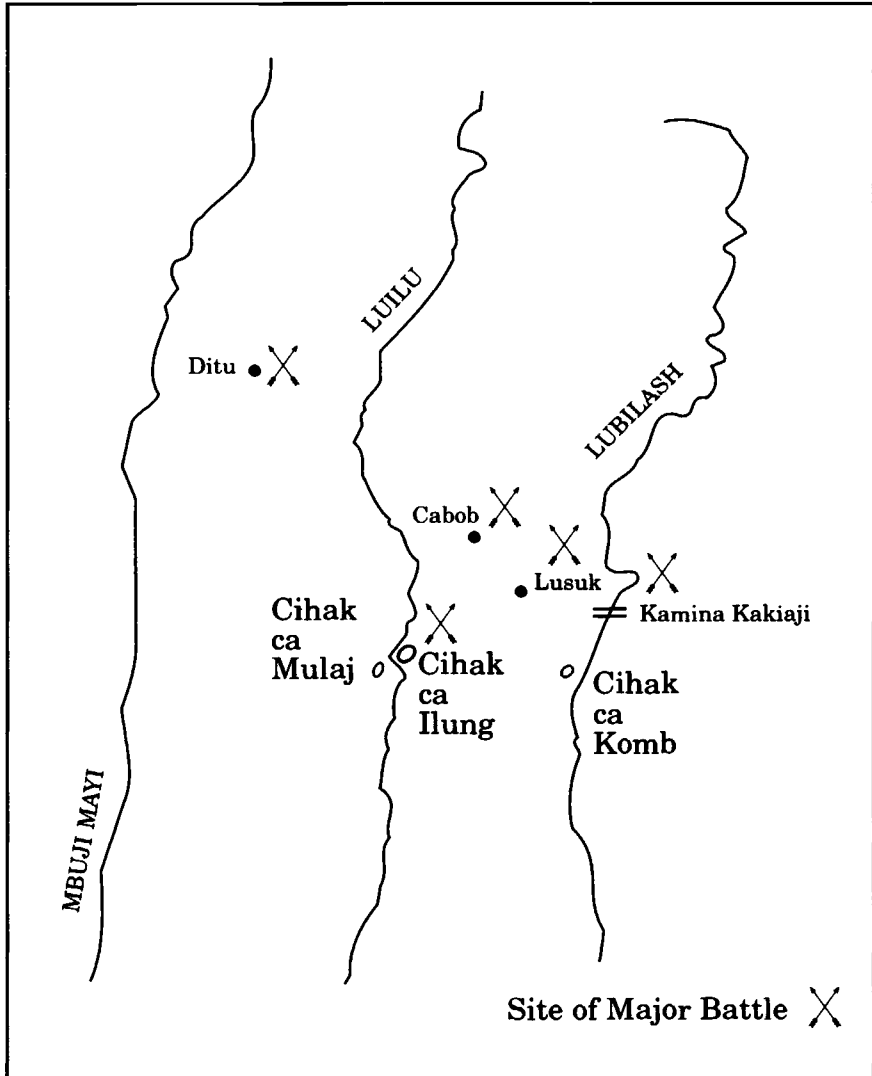 LUILU
Ditu
LUBILASH
Cabob
Lusuk
Kamina Kakiaji
Cihak
ca
Mulaj
Cihak
ca
Ilung
Cihak
ca
Komb
MBUJI MAYI
Site of Major Battle